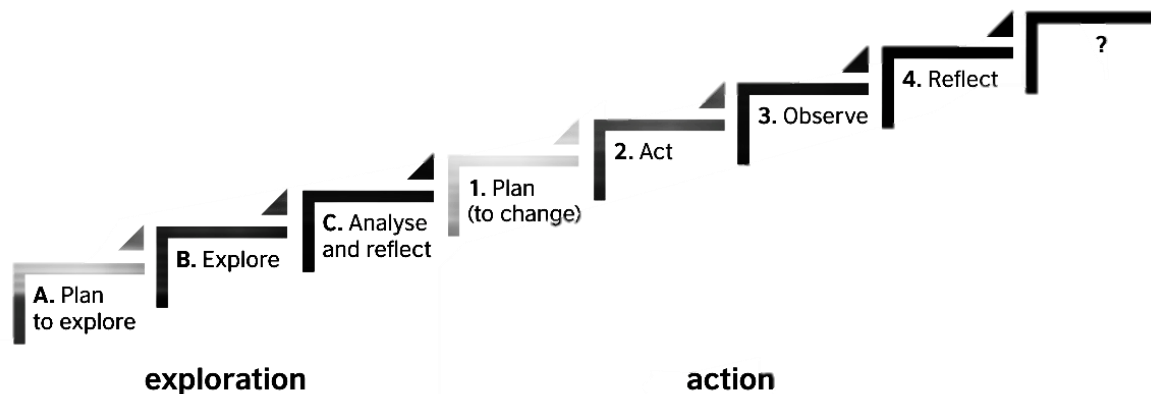 ?
4. Reflect
3. Observe
2. Act
1. Plan
(to change)
C. Analyse
and reflect
B. Explore
A. Plan
to explore
exploration
action